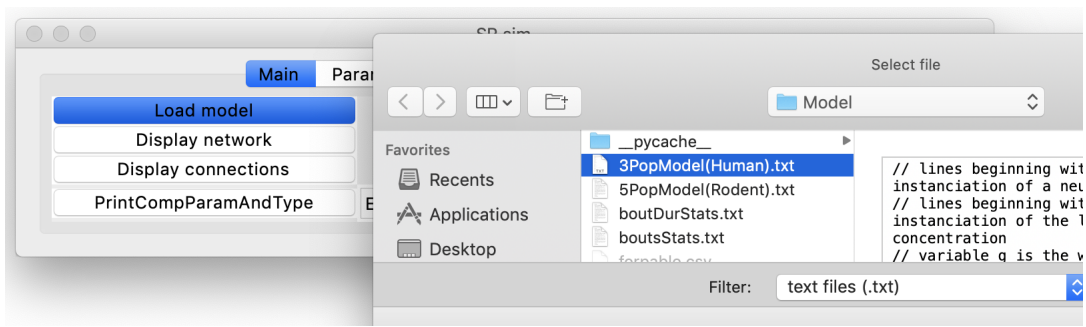 SP sim
Main Para
Load model
Display network
Display connections
PrintCompParamAndType E
Select file
Model
Favorites
Recents
Applications
Desktop
__pycache__
3PopModel(Human).txt
5PopModel(Rodent).txt
boutDurStats.txt
boutsStats.txt
// lines beginning wit
instanciation of a neu
// lines beginning wit
instanciation of the l
concentration
// variable g is the w
Filter: text files (.txt)